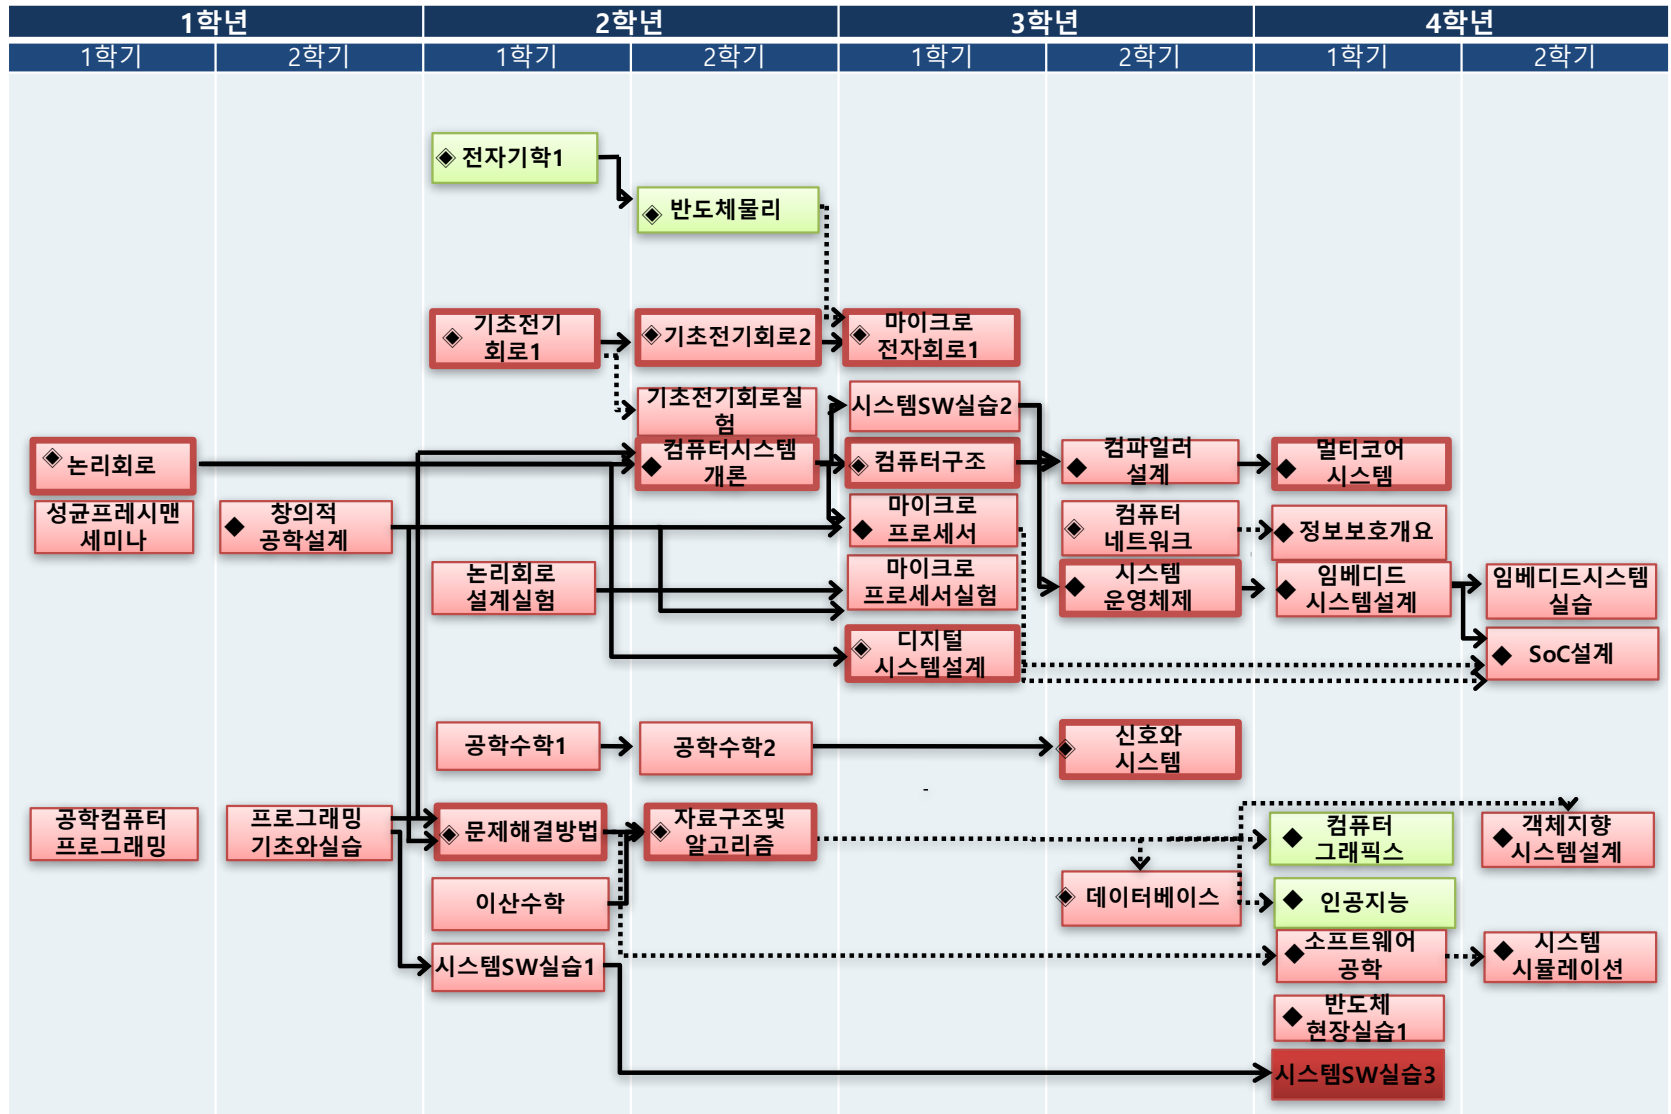 1학년
2학년
3학년
4학년
1학기
2학기
1학기
2학기
1학기
2학기
1학기
2학기
◈ 전자기학1
◈ 반도체물리
◈ 기초전기
회로1
◈ 기초전기회로2
◈ 마이크로
전자회로1
기초전기회로실
험
시스템SW실습2
◈ 논리회로
◆ 컴퓨터시스템
개론
◈ 컴퓨터구조
◆ 컴파일러
설계
◆ 멀티코어
시스템
성균프레시맨
세미나
◆ 창의적
공학설계
◆ 마이크로
프로세서
◈ 컴퓨터
네트워크
◆ 정보보호개요
논리회로
설계실험
마이크로
프로세서실험
◆ 시스템
운영체제
◆ 임베디드
시스템설계
임베디드시스템
실습
◈ 디지털
시스템설계
◆ SoC설계
공학수학1
공학수학2
◈ 신호와
시스템
-
공학컴퓨터
프로그래밍
프로그래밍
기초와실습
◈ 문제해결방법
◈ 자료구조및
알고리즘
◆ 컴퓨터
그래픽스
◆ 객체지향
시스템설계
이산수학
◈ 데이터베이스
◆ 인공지능
시스템SW실습1
◆ 소프트웨어
공학
◆ 시스템
시뮬레이션
◆ 반도체
현장실습1
시스템SW실습3